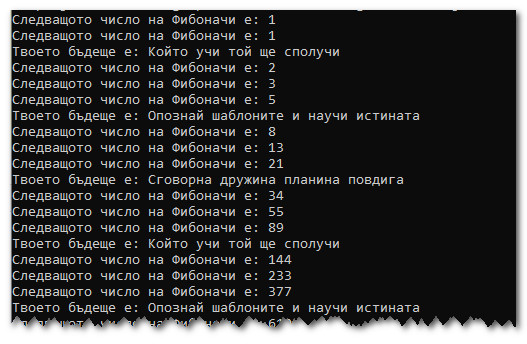 Следващото число на Фибоначи е: 1
Следващото число на Фибоначи е: 1
Твоето бъдеще е: Който учи той ще сполучи
Следващото число на Фибоначи е: 2
Следващото число на Фибоначи е: 3
Следващото число на Фибоначи е: 5
Твоето бъдеще е: Опознай шаблоните и научи истината
Следващото число на Фибоначи е: 8
Следващото число на Фибоначи е: 13
Следващото число на Фибоначи е: 21
Твоето бъдеще е: Сговорна дружина планина повдига
Следващото число на Фибоначи е: 34
Следващото число на Фибоначи е: 55
Следващото число на Фибоначи е: 89
Твоето бъдеще е: Който учи той ще сполучи
Следващото число на Фибоначи е: 144
Следващото число на Фибоначи е: 233
Следващото число на Фибоначи е: 377
Твоето бъдеще е: Опознай шаблоните и научи истината
на Фибоначи